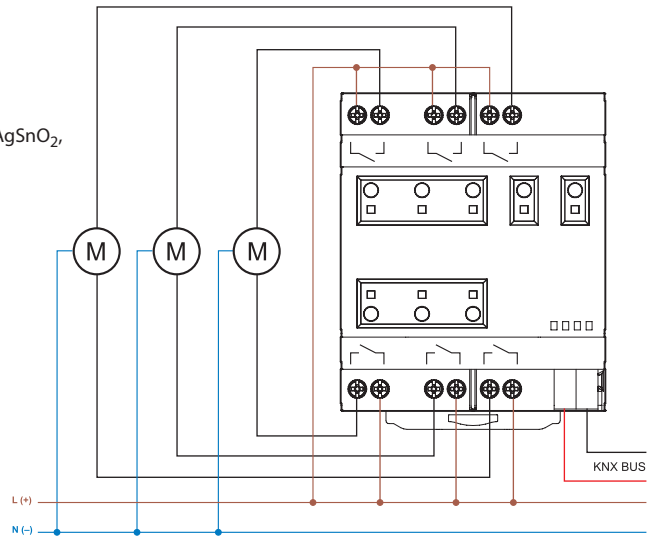 AgSnO₂,
M M M
KNX BUS
L (+)
N (–)